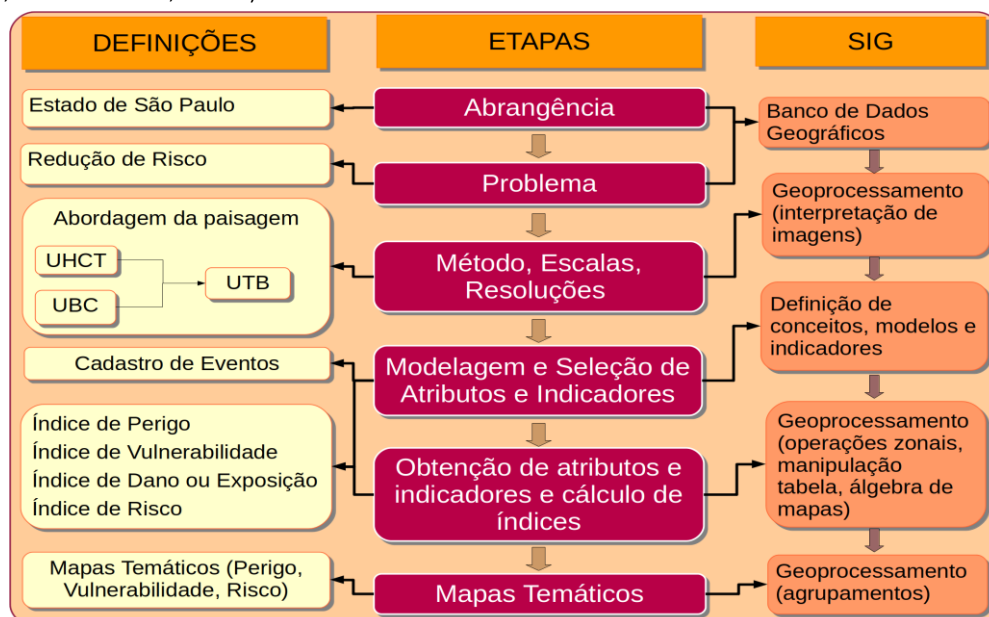 DEFINIÇÕES
ETAPAS
SIG
Estado de São Paulo
Redução de Risco
Abordagem da paisagem
UHCT
UBC
UTB
Cadastro de Eventos
Índice de Perigo
Índice de Vulnerabilidade
Índice de Dano ou Exposição
Índice de Risco
Mapas Temáticos (Perigo,
Vulnerabilidade, Risco)
Abrangência
Problema
Método, Escalas,
Resoluções
Modelagem e Seleção de
Atributos e Indicadores
Obtenção de atributos e
indicadores e cálculo de
índices
Mapas Temáticos
Banco de Dados
Geográficos
Geoprocessamento
(interpretação de
imagens)
Definição de
conceitos, modelos e
indicadores
Geoprocessamento
(operações zonais,
manipulação
tabela, álgebra de
mapas)
Geoprocessamento
(agrupamentos)